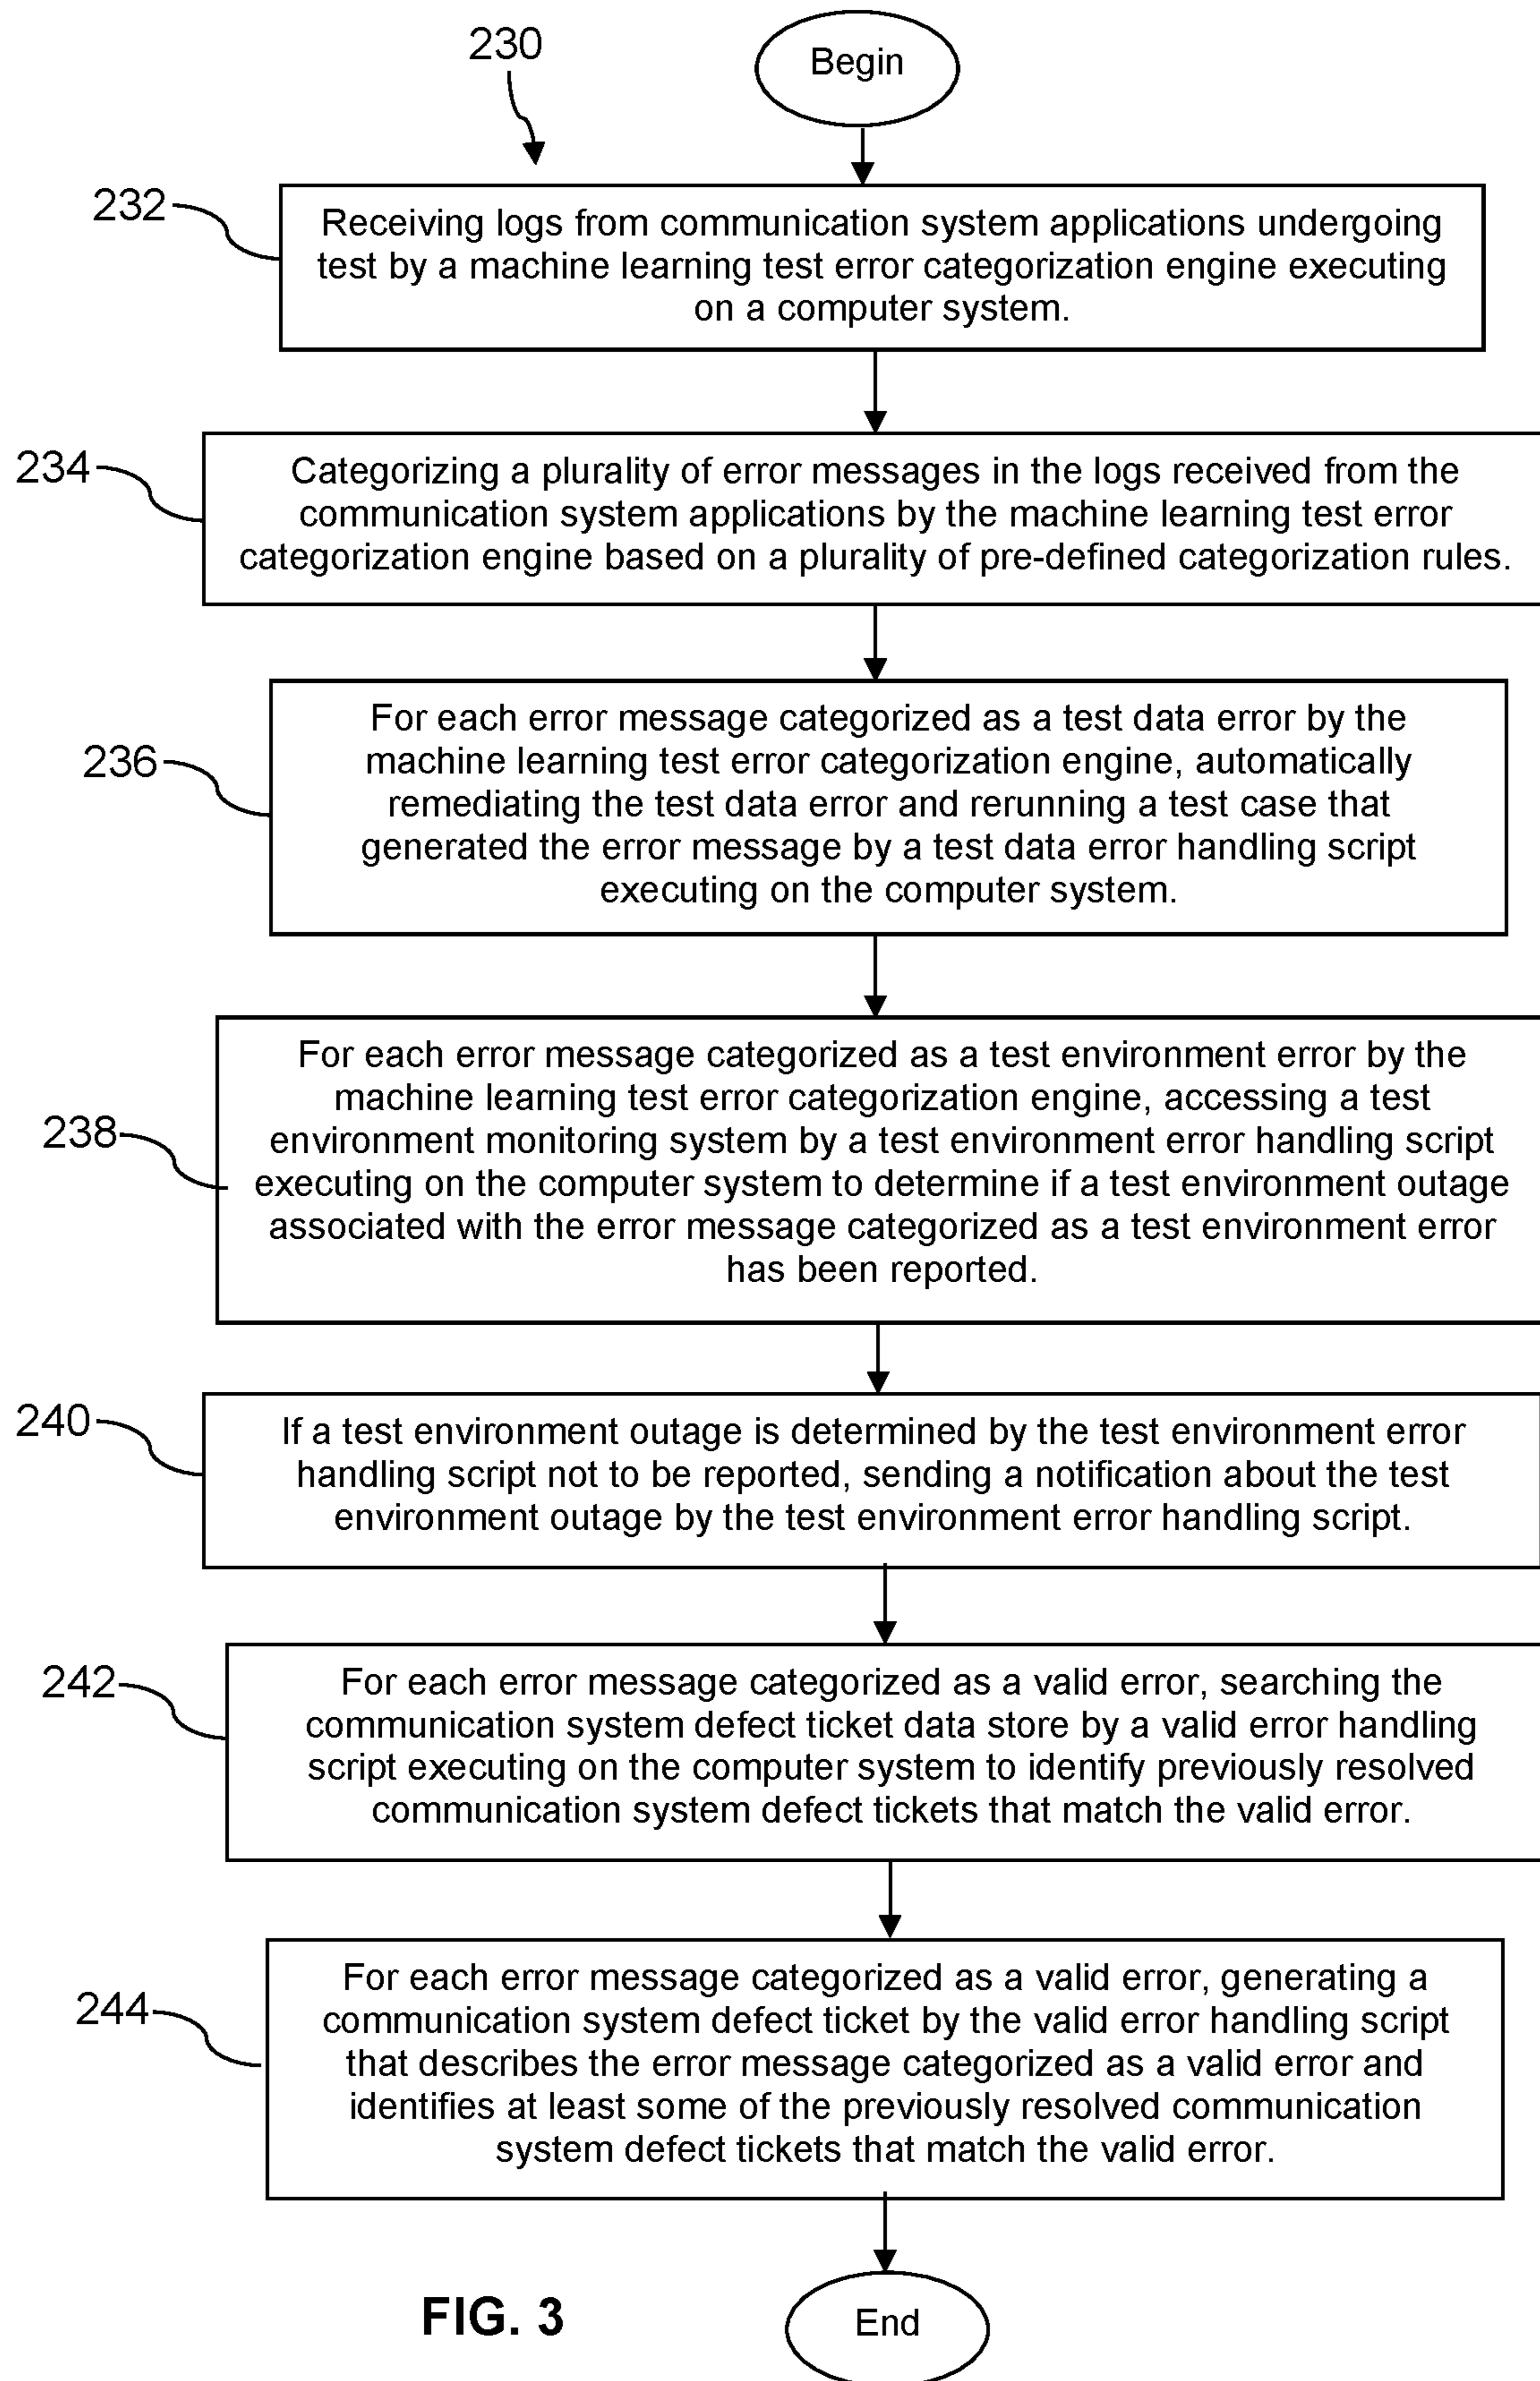 230
Begin
232
Receiving logs from communication system applications undergoing
test by a machine learning test error categorization engine executing
on a computer system.
234
Categorizing a plurality of error messages in the logs received from the
communication system applications by the machine learning test error
categorization engine based on a plurality of pre-defined categorization rules.
236
For each error message categorized as a test data error by the
machine learning test error categorization engine, automatically
remediating the test data error and rerunning a test case that
generated the error message by a test data error handling script
executing on the computer system.
238
For each error message categorized as a test environment error by the
machine learning test error categorization engine, accessing a test
environment monitoring system by a test environment error handling script
executing on the computer system to determine if a test environment outage
associated with the error message categorized as a test environment error
has been reported.
240
If a test environment outage is determined by the test environment error
handling script not to be reported, sending a notification about the test
environment outage by the test environment error handling script.
242
For each error message categorized as a valid error, searching the
communication system defect ticket data store by a valid error handling
script executing on the computer system to identify previously resolved
communication system defect tickets that match the valid error.
244
For each error message categorized as a valid error, generating a
communication system defect ticket by the valid error handling script
that describes the error message categorized as a valid error and
identifies at least some of the previously resolved communication
system defect tickets that match the valid error.
FIG. 3
End